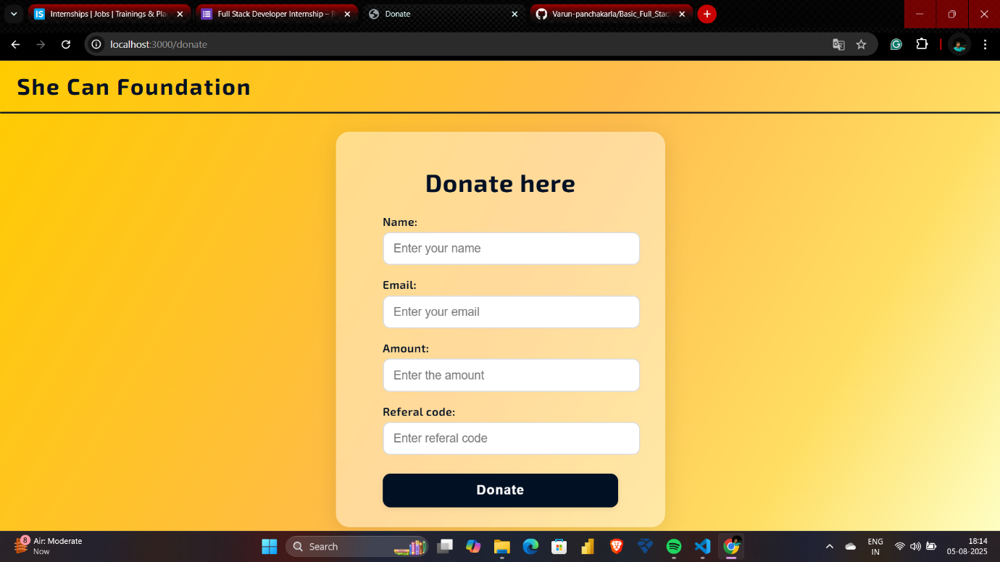 Internships | Jobs | Trainings & Pla
Full Stack Developer Internship – R
Donate
Varun-panchakarla/Basic_Full_Stac
localhost:3000/donate
She Can Foundation
Donate here
Name:
Enter your name
Email:
Enter your email
Amount:
Enter the amount
Referal code:
Enter referal code
Donate
8
Air: Moderate
Now
Search
ENG
IN
18:14
05-08-2025